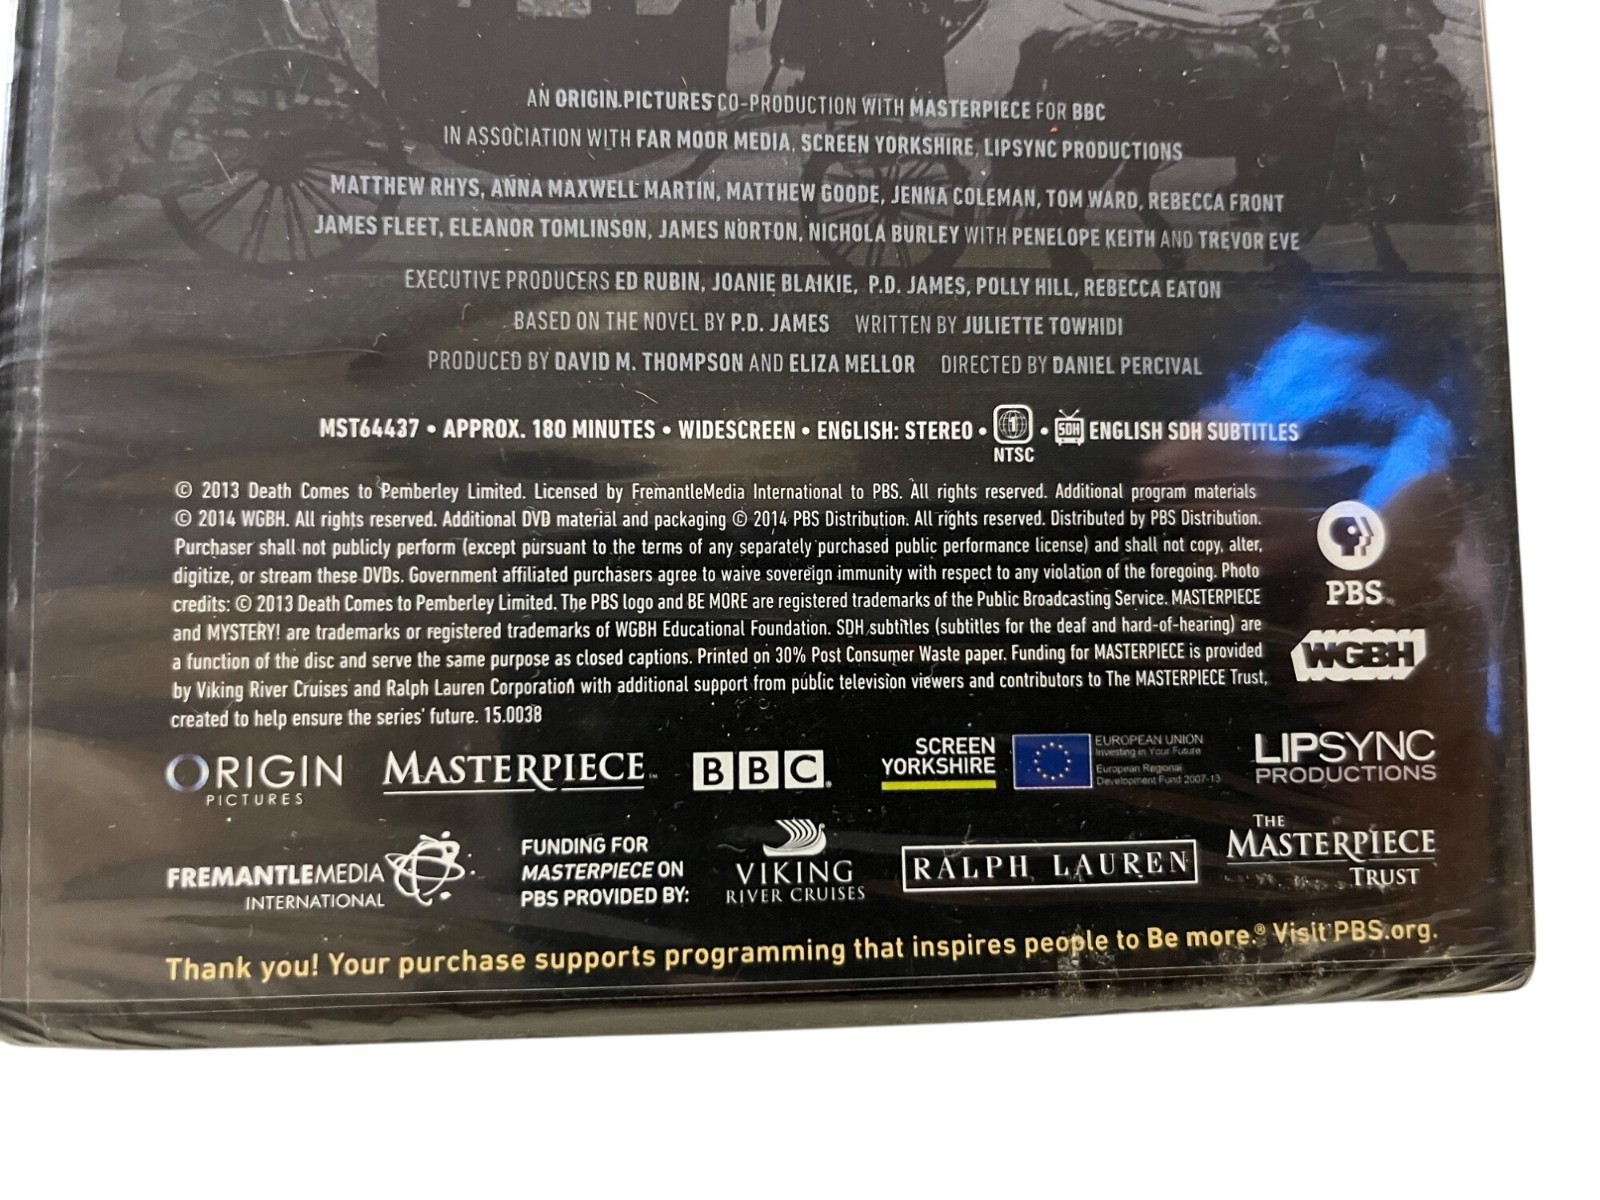 AN ORIGIN PICTURES CO-PRODUCTION WITH MASTERPIECE FOR BBC
IN ASSOCIATION WITH FAR MOOR MEDIA, SCREEN YORKSHIRE, LIPSYNC PRODUCTIONS
MATTHEW RHYS, ANNA MAXWELL MARTIN, MATTHEW GOODE, JENNA COLEMAN, TOM WARD, REBECCA FRONT
JAMES FLEET, ELEANOR TOMLINSON, JAMES NORTON, NICHOLA BURLEY WITH PENELOPE KEITH AND TREVOR EVE
EXECUTIVE PRODUCERS ED RUBIN, JOANIE BLAIKIE, P.D. JAMES, POLLY HILL, REBECCA EATON
BASED ON THE NOVEL BY P.D. JAMES WRITTEN BY JULIETTE TOWHIDI
PRODUCED BY DAVID M. THOMPSON AND ELIZA MELLOR DIRECTED BY DANIEL PERCIVAL
MST64437 • APPROX. 180 MINUTES • WIDESCREEN • ENGLISH: STEREO • 1 NTSC • SDH ENGLISH SDH SUBTITLES
© 2013 Death Comes to Pemberley Limited. Licensed by FremantleMedia International to PBS. All rights reserved. Additional program materials
© 2014 WGBH. All rights reserved. Additional DVD material and packaging © 2014 PBS Distribution. All rights reserved. Distributed by PBS Distribution.
Purchaser shall not publicly perform (except pursuant to the terms of any separately purchased public performance license) and shall not copy, alter,
digitize, or stream these DVDs. Government affiliated purchasers agree to waive sovereign immunity with respect to any violation of the foregoing. Photo
credits: © 2013 Death Comes to Pemberley Limited. The PBS logo and BE MORE are registered trademarks of the Public Broadcasting Service. MASTERPIECE
and MYSTERY! are trademarks or registered trademarks of WGBH Educational Foundation. SDH subtitles (subtitles for the deaf and hard-of-hearing) are
a function of the disc and serve the same purpose as closed captions. Printed on 30% Post Consumer Waste paper. Funding for MASTERPIECE is provided
by Viking River Cruises and Ralph Lauren Corporation with additional support from public television viewers and contributors to The MASTERPIECE Trust,
created to help ensure the series' future. 15.0038
PBS
WGBH
ORIGIN
PICTURES
MASTERPIECE™
BBC
SCREEN
YORKSHIRE
EUROPEAN UNION
Investing in Your Future
European Regional
Development Fund 2007-13
LIPSYNC
PRODUCTIONS
FREMANTLEMEDIA
INTERNATIONAL
FUNDING FOR
MASTERPIECE ON
PBS PROVIDED BY:
VIKING
RIVER CRUISES
RALPH LAUREN
THE
MASTERPIECE
TRUST
Thank you! Your purchase supports programming that inspires people to Be more.® Visit PBS.org.